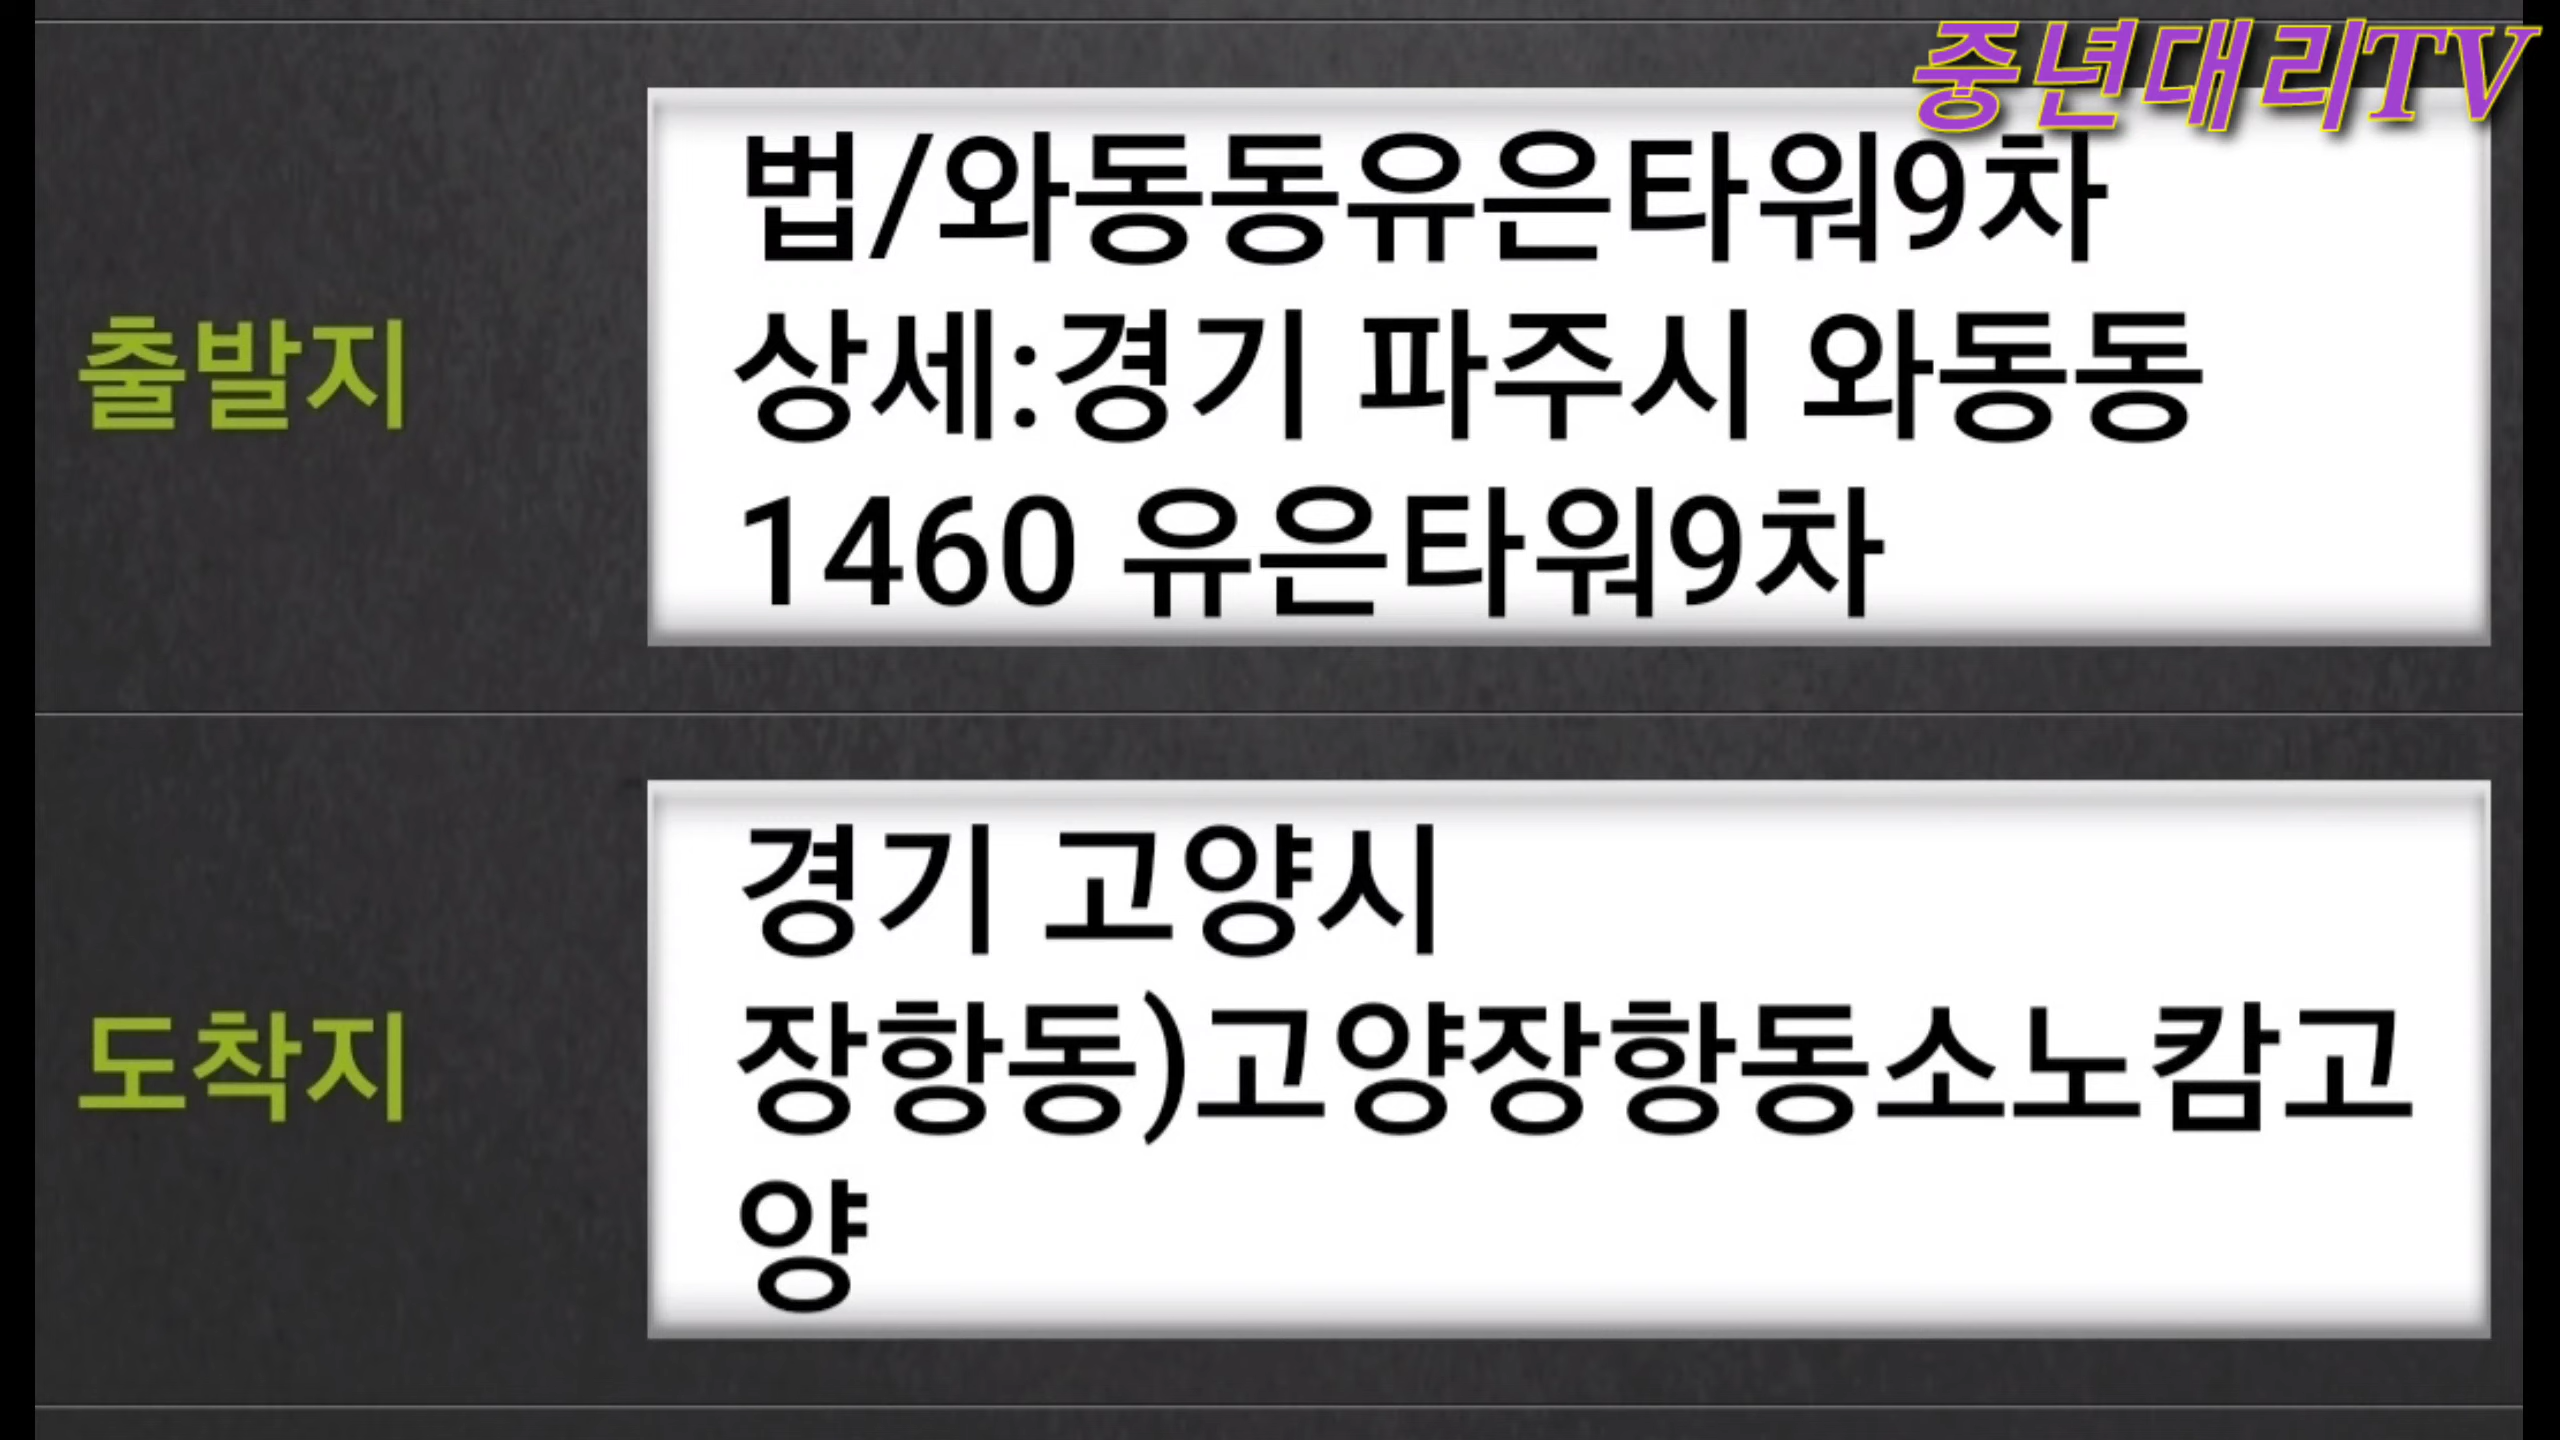 중년대리TV
출발지
법/와동동유은타워9차
상세:경기 파주시 와동동
1460 유은타워9차
도착지
경기 고양시
장항동)고양장항동소노캄고
양